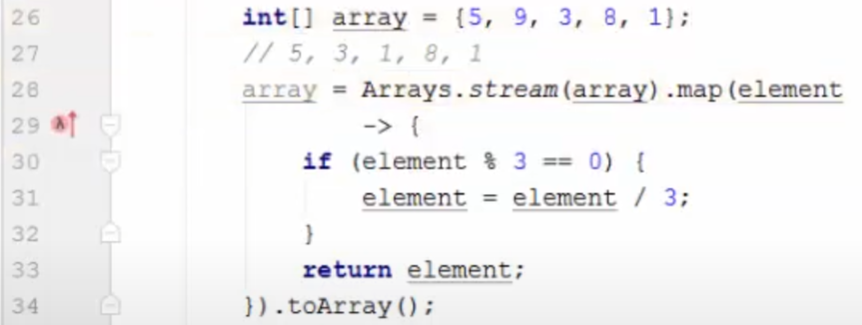 26 int[] array = {5, 9, 3, 8, 1};
27 // 5, 3, 1, 8, 1
28 array = Arrays.stream(array).map(element
29 -> {
30 if (element % 3 == 0) {
31 element = element / 3;
32 }
33 return element;
34 }).toArray();